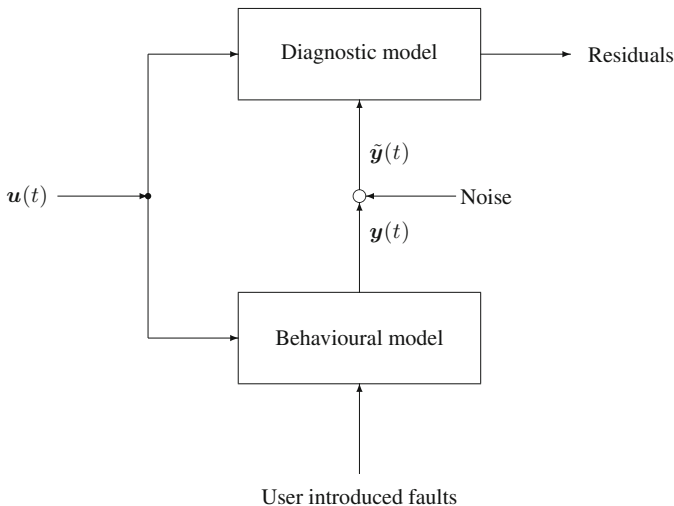 Diagnostic model
Residuals
ỹ(t)
u(t)
Noise
y(t)
Behavioural model
User introduced faults